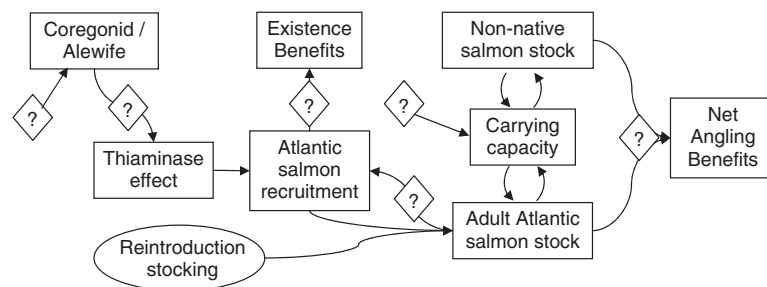 Coregonid /
Alewife
Existence
Benefits
Non-native
salmon stock
?
?
?
?
?
Net
Angling
Benefits
Thiaminase
effect
Atlantic
salmon
recruitment
Carrying
capacity
?
Reintroduction
stocking
Adult Atlantic
salmon stock